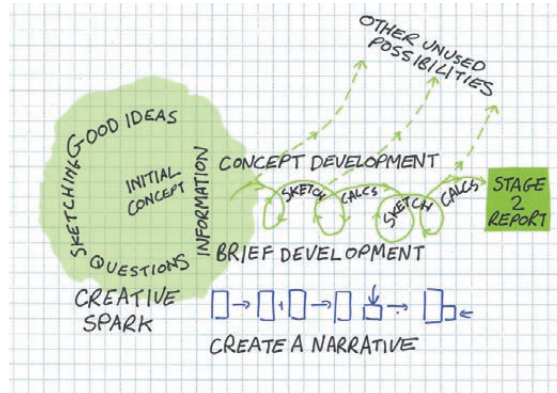 OTHER UNUSED
POSSIBILITIES
GOOD IDEAS
SKETCHING
INITIAL
CONCEPT
INFORMATION
QUESTIONS
CREATIVE
SPARK
CONCEPT DEVELOPMENT
SKETCH
CALCS
SKETCH
CALCS
STAGE
2
REPORT
BRIEF DEVELOPMENT
CREATE A NARRATIVE